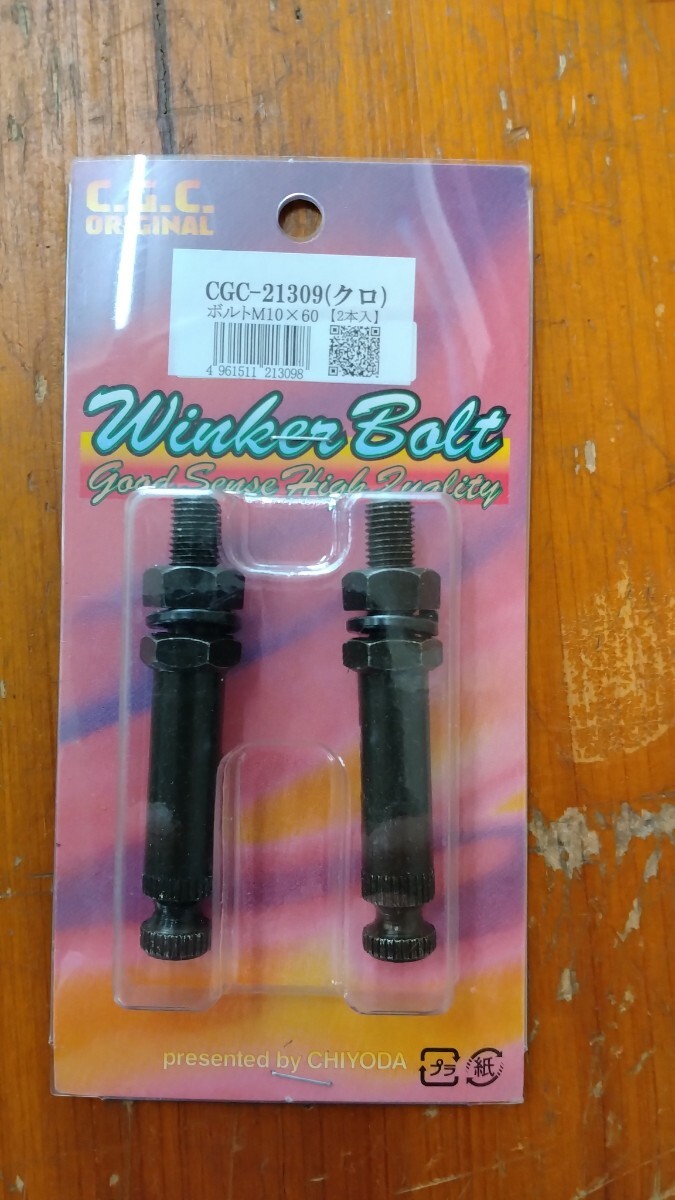 C.G.C.
ORIGINAL
CGC-21309(クロ)
ボルトM10×60 【2本入】
4 961511 213098
Winker Bolt
Good Sense High Quality
presented by CHIYODA
プラ
紙